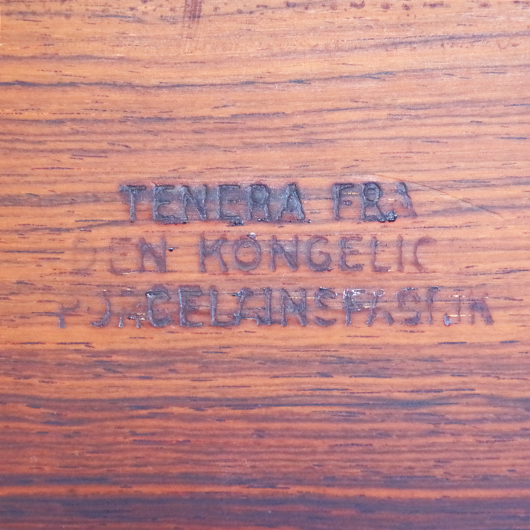 TENERA FRA
DEN KONGELIC
PORCELAINSFABRIK